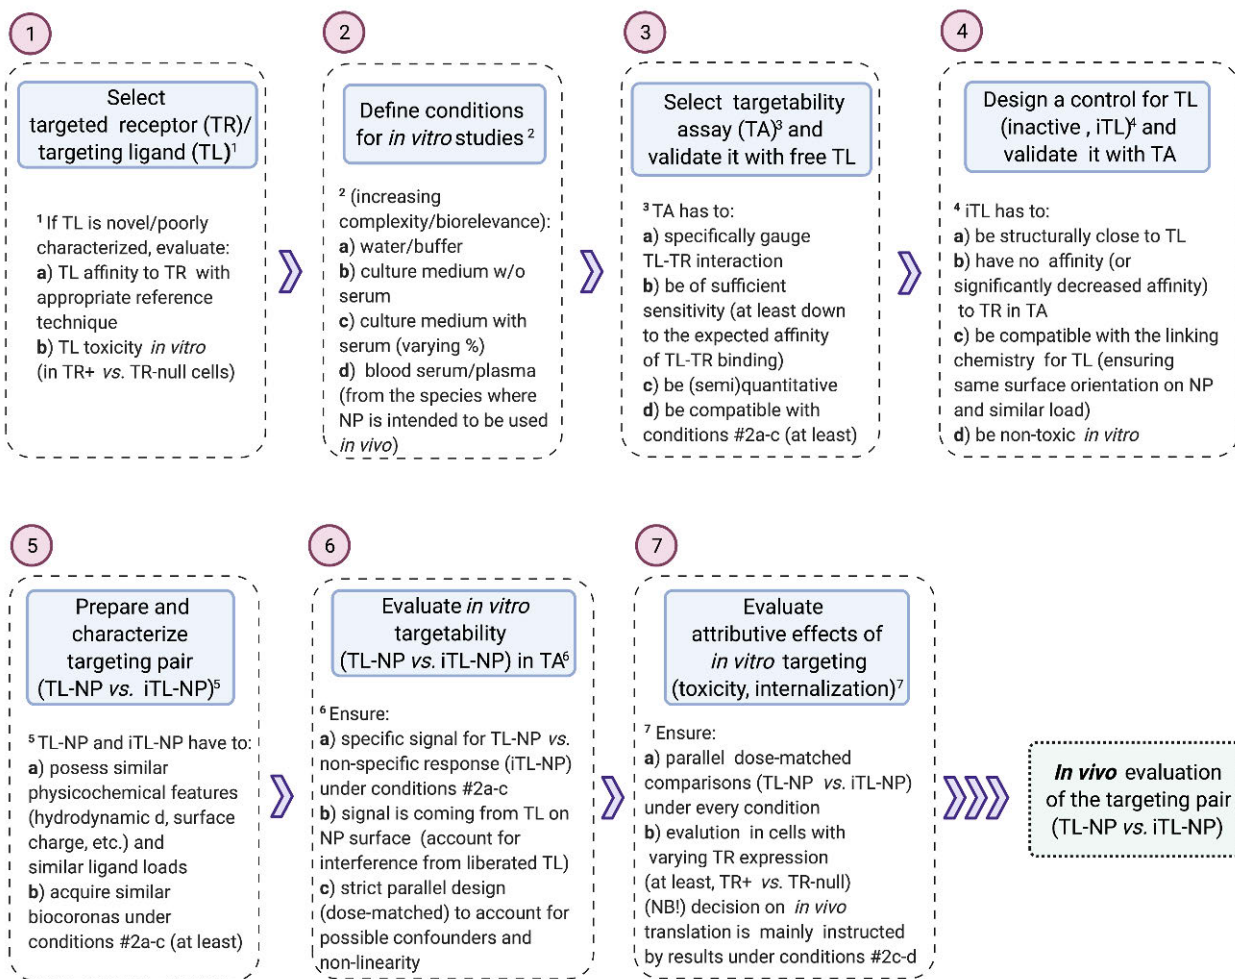 1
Select
targeted receptor (TR)/
targeting ligand (TL)¹
¹ If TL is novel/poorly
characterized, evaluate:
a) TL affinity to TR with
appropriate reference
technique
b) TL toxicity in vitro
(in TR+ vs. TR-null cells)
2
Define conditions
for in vitro studies ²
² (increasing
complexity/biorelevance):
a) water/buffer
b) culture medium w/o
serum
c) culture medium with
serum (varying %)
d) blood serum/plasma
(from the species where
NP is intended to be used
in vivo)
3
Select targetability
assay (TA)³ and
validate it with free TL
³ TA has to:
a) specifically gauge
TL-TR interaction
b) be of sufficient
sensitivity (at least down
to the expected affinity
of TL-TR binding)
c) be (semi)quantitative
d) be compatible with
conditions #2a-c (at least)
4
Design a control for TL
(inactive , iTL)⁴ and
validate it with TA
⁴ iTL has to:
a) be structurally close to TL
b) have no affinity (or
significantly decreased affinity)
to TR in TA
c) be compatible with the linking
chemistry for TL (ensuring
same surface orientation on NP
and similar load)
d) be non-toxic in vitro
5
Prepare and
characterize
targeting pair
(TL-NP vs. iTL-NP)⁵
⁵ TL-NP and iTL-NP have to:
a) posess similar
physicochemical features
(hydrodynamic d, surface
charge, etc.) and
similar ligand loads
b) acquire similar
biocoronas under
conditions #2a-c (at least)
6
Evaluate in vitro
targetability
(TL-NP vs. iTL-NP) in TA⁶
⁶ Ensure:
a) specific signal for TL-NP vs.
non-specific response (iTL-NP)
under conditions #2a-c
b) signal is coming from TL on
NP surface (account for
interference from liberated TL)
c) strict parallel design
(dose-matched) to account for
possible confounders and
non-linearity
7
Evaluate
attributive effects of
in vitro targeting
(toxicity, internalization)⁷
⁷ Ensure:
a) parallel dose-matched
comparisons (TL-NP vs. iTL-NP)
under every condition
b) evalution in cells with
varying TR expression
(at least, TR+ vs. TR-null)
(NB!) decision on in vivo
translation is mainly instructed
by results under conditions #2c-d
In vivo evaluation
of the targeting pair
(TL-NP vs. iTL-NP)